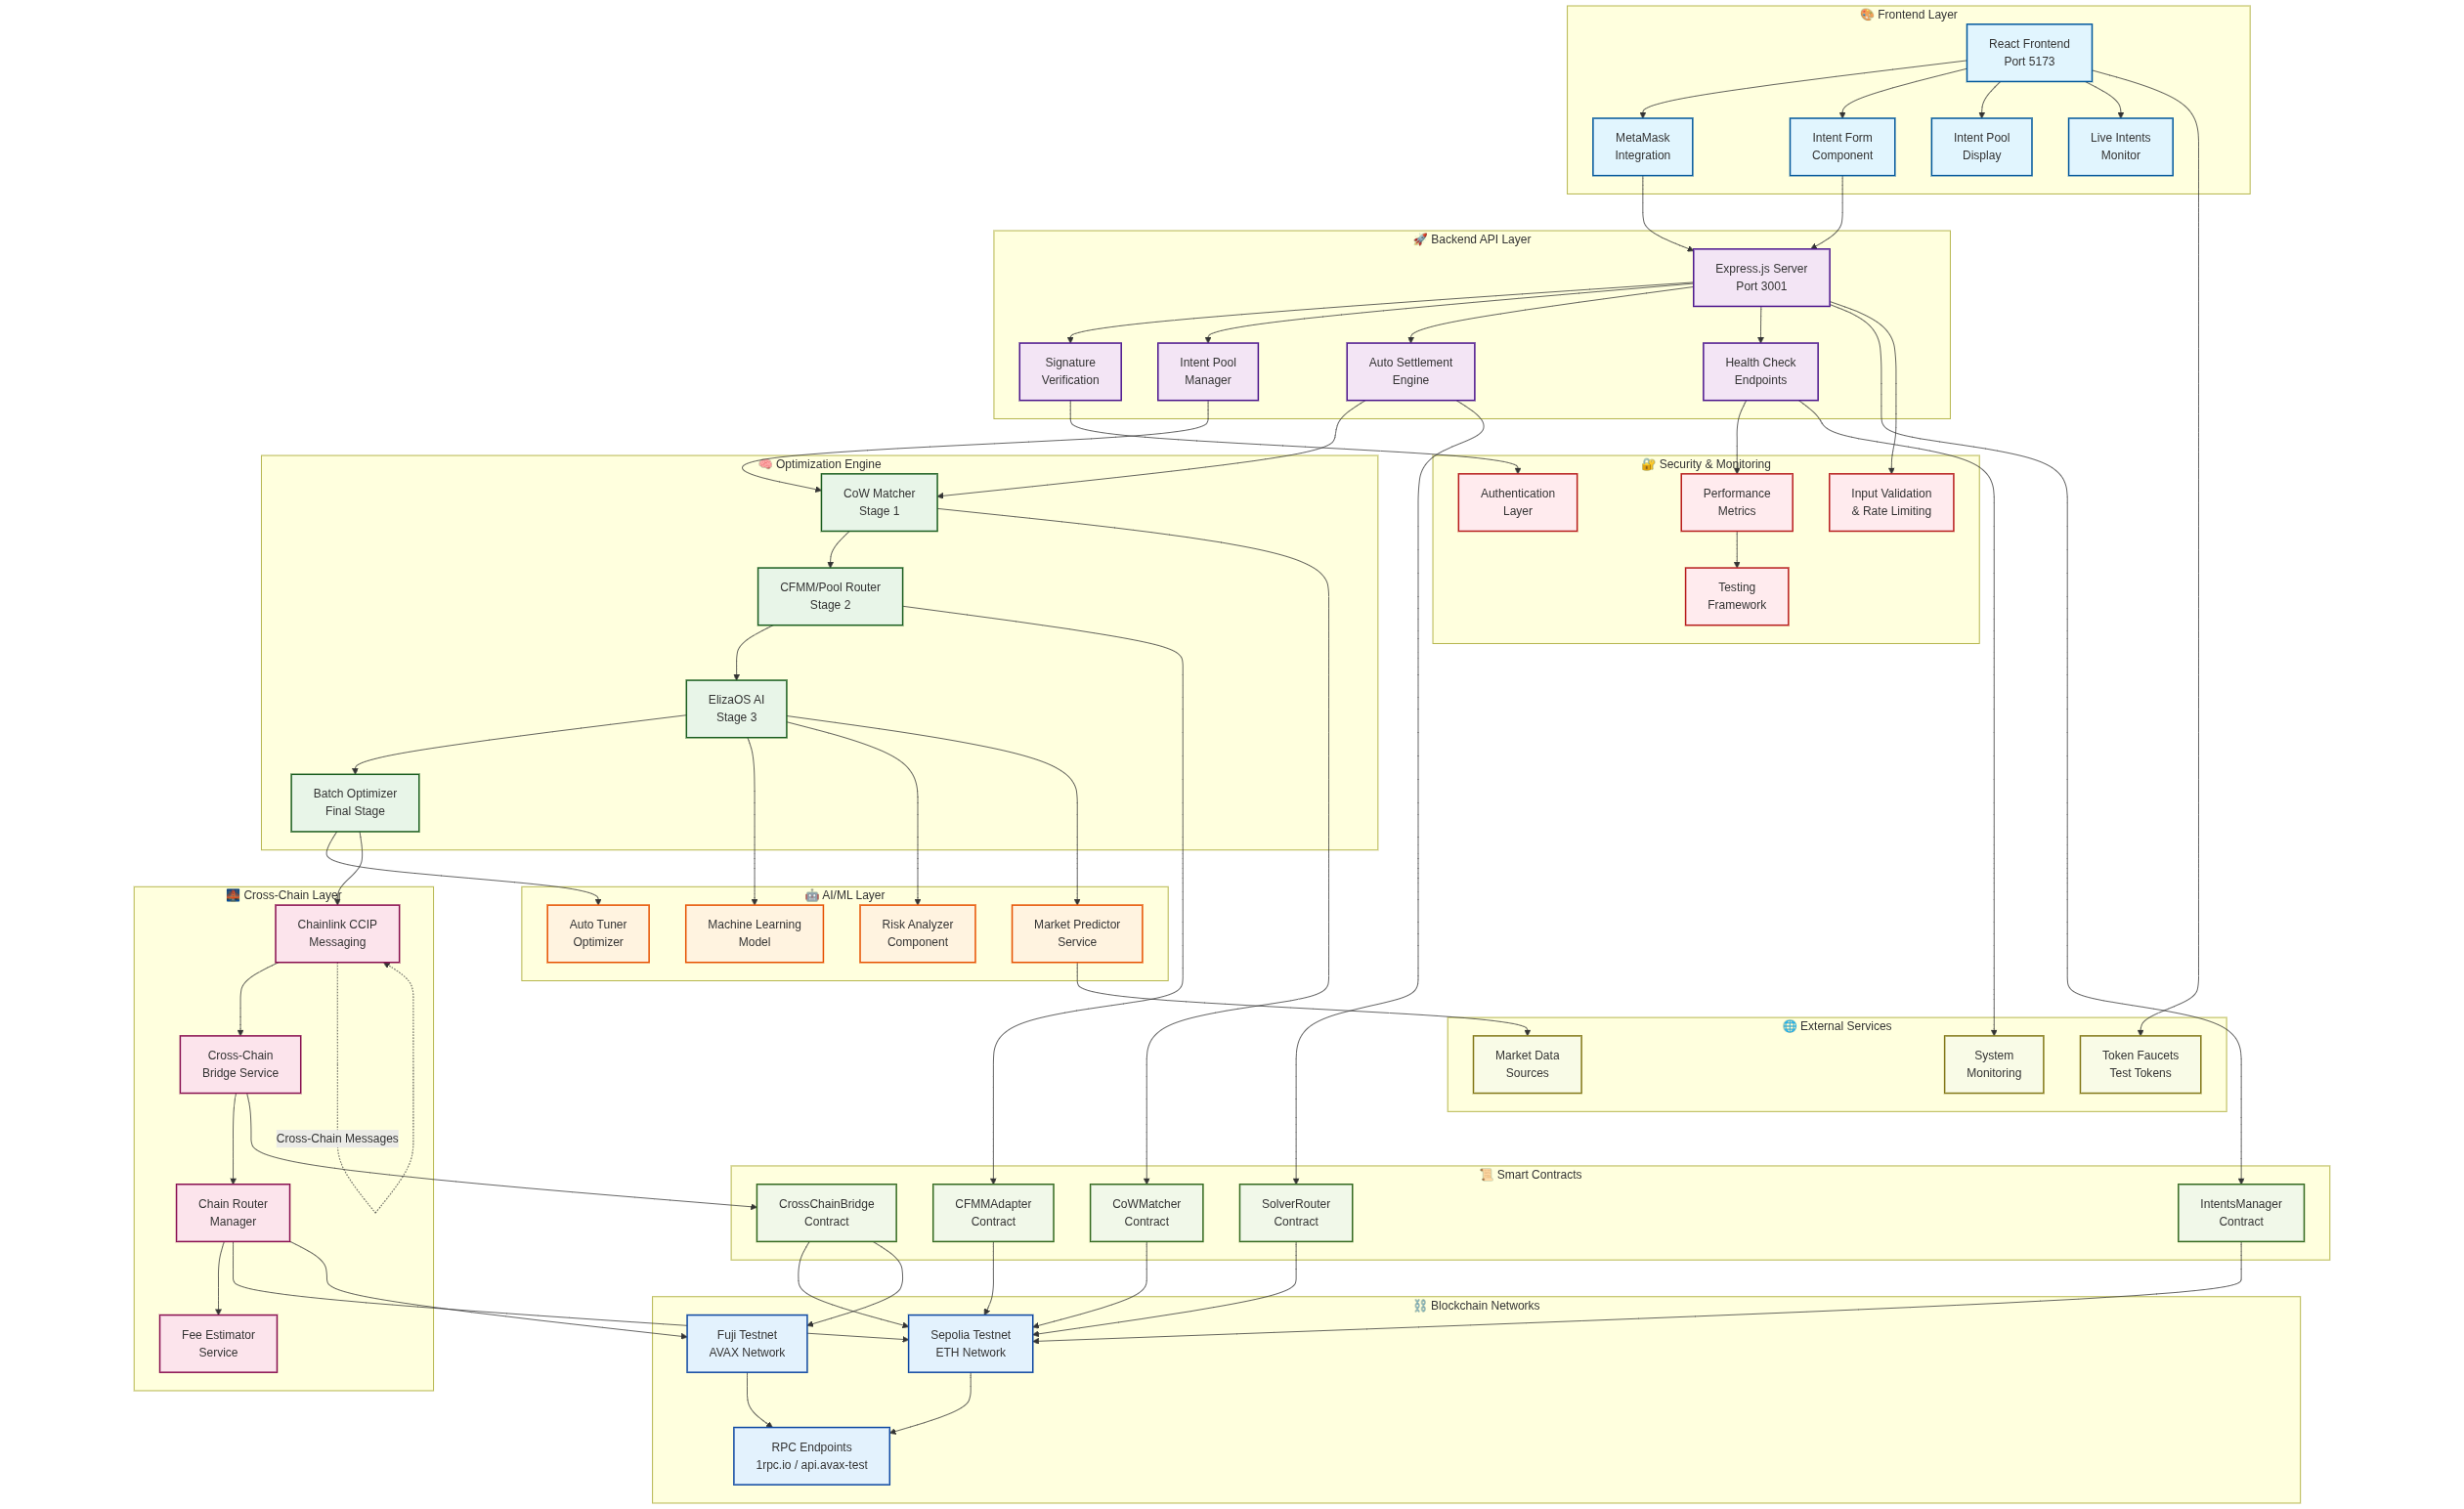 🎨 Frontend Layer
React Frontend
Port 5173
MetaMask
Integration
Intent Form
Component
Intent Pool
Display
Live Intents
Monitor
🚀 Backend API Layer
Express.js Server
Port 3001
Signature
Verification
Intent Pool
Manager
Auto Settlement
Engine
Health Check
Endpoints
🧠 Optimization Engine
CoW Matcher
Stage 1
CFMM/Pool Router
Stage 2
ElizaOS AI
Stage 3
Batch Optimizer
Final Stage
🔐 Security & Monitoring
Authentication
Layer
Performance
Metrics
Input Validation
& Rate Limiting
Testing
Framework
🌉 Cross-Chain Layer
Chainlink CCIP
Messaging
Cross-Chain
Bridge Service
Cross-Chain Messages
Chain Router
Manager
Fee Estimator
Service
🤖 AI/ML Layer
Auto Tuner
Optimizer
Machine Learning
Model
Risk Analyzer
Component
Market Predictor
Service
🌐 External Services
Market Data
Sources
System
Monitoring
Token Faucets
Test Tokens
📜 Smart Contracts
CrossChainBridge
Contract
CFMMAdapter
Contract
CoWMatcher
Contract
SolverRouter
Contract
IntentsManager
Contract
⛓️ Blockchain Networks
Fuji Testnet
AVAX Network
Sepolia Testnet
ETH Network
RPC Endpoints
1rpc.io / api.avax-test